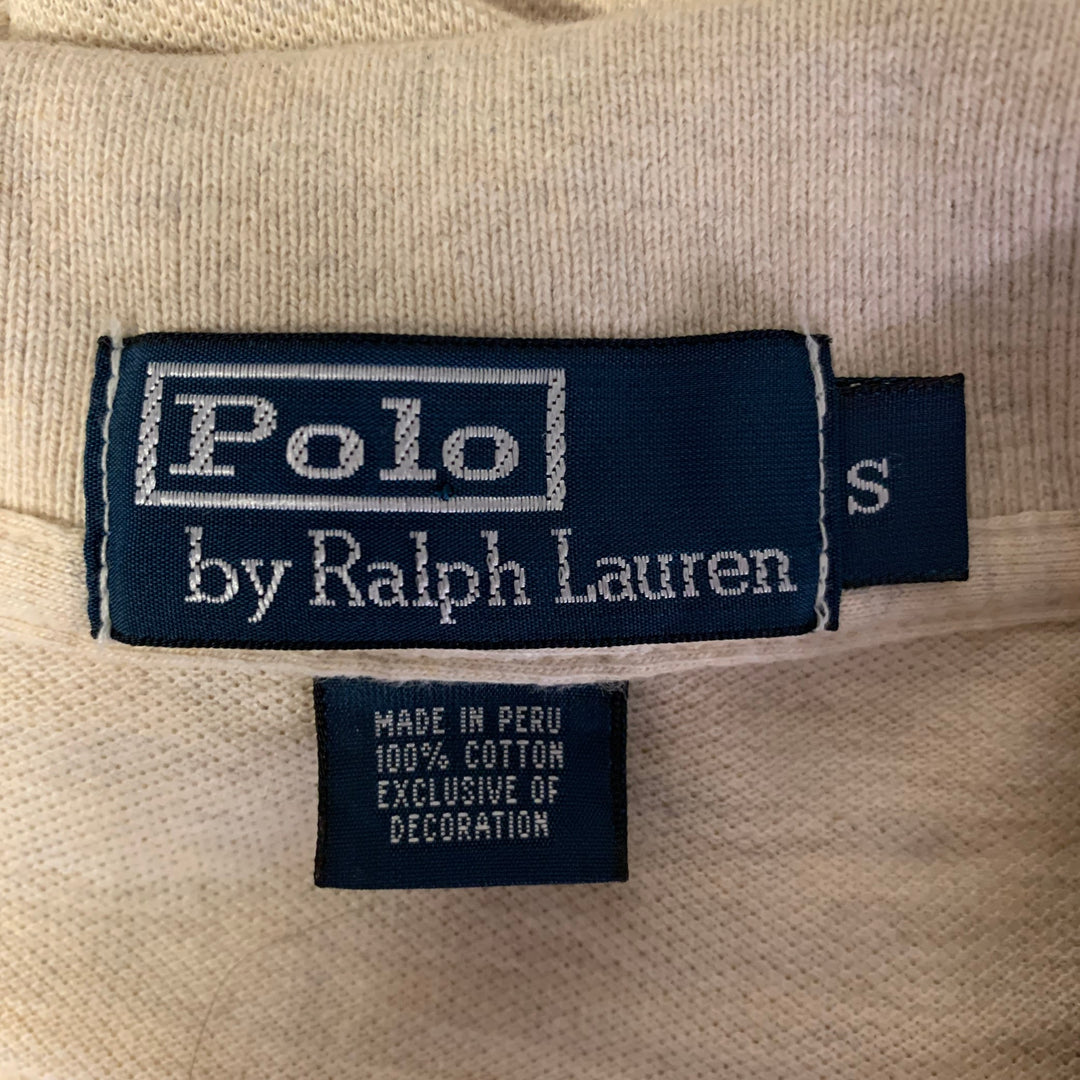 Polo
by Ralph Lauren
S
MADE IN PERU
100% COTTON
EXCLUSIVE OF
DECORATION